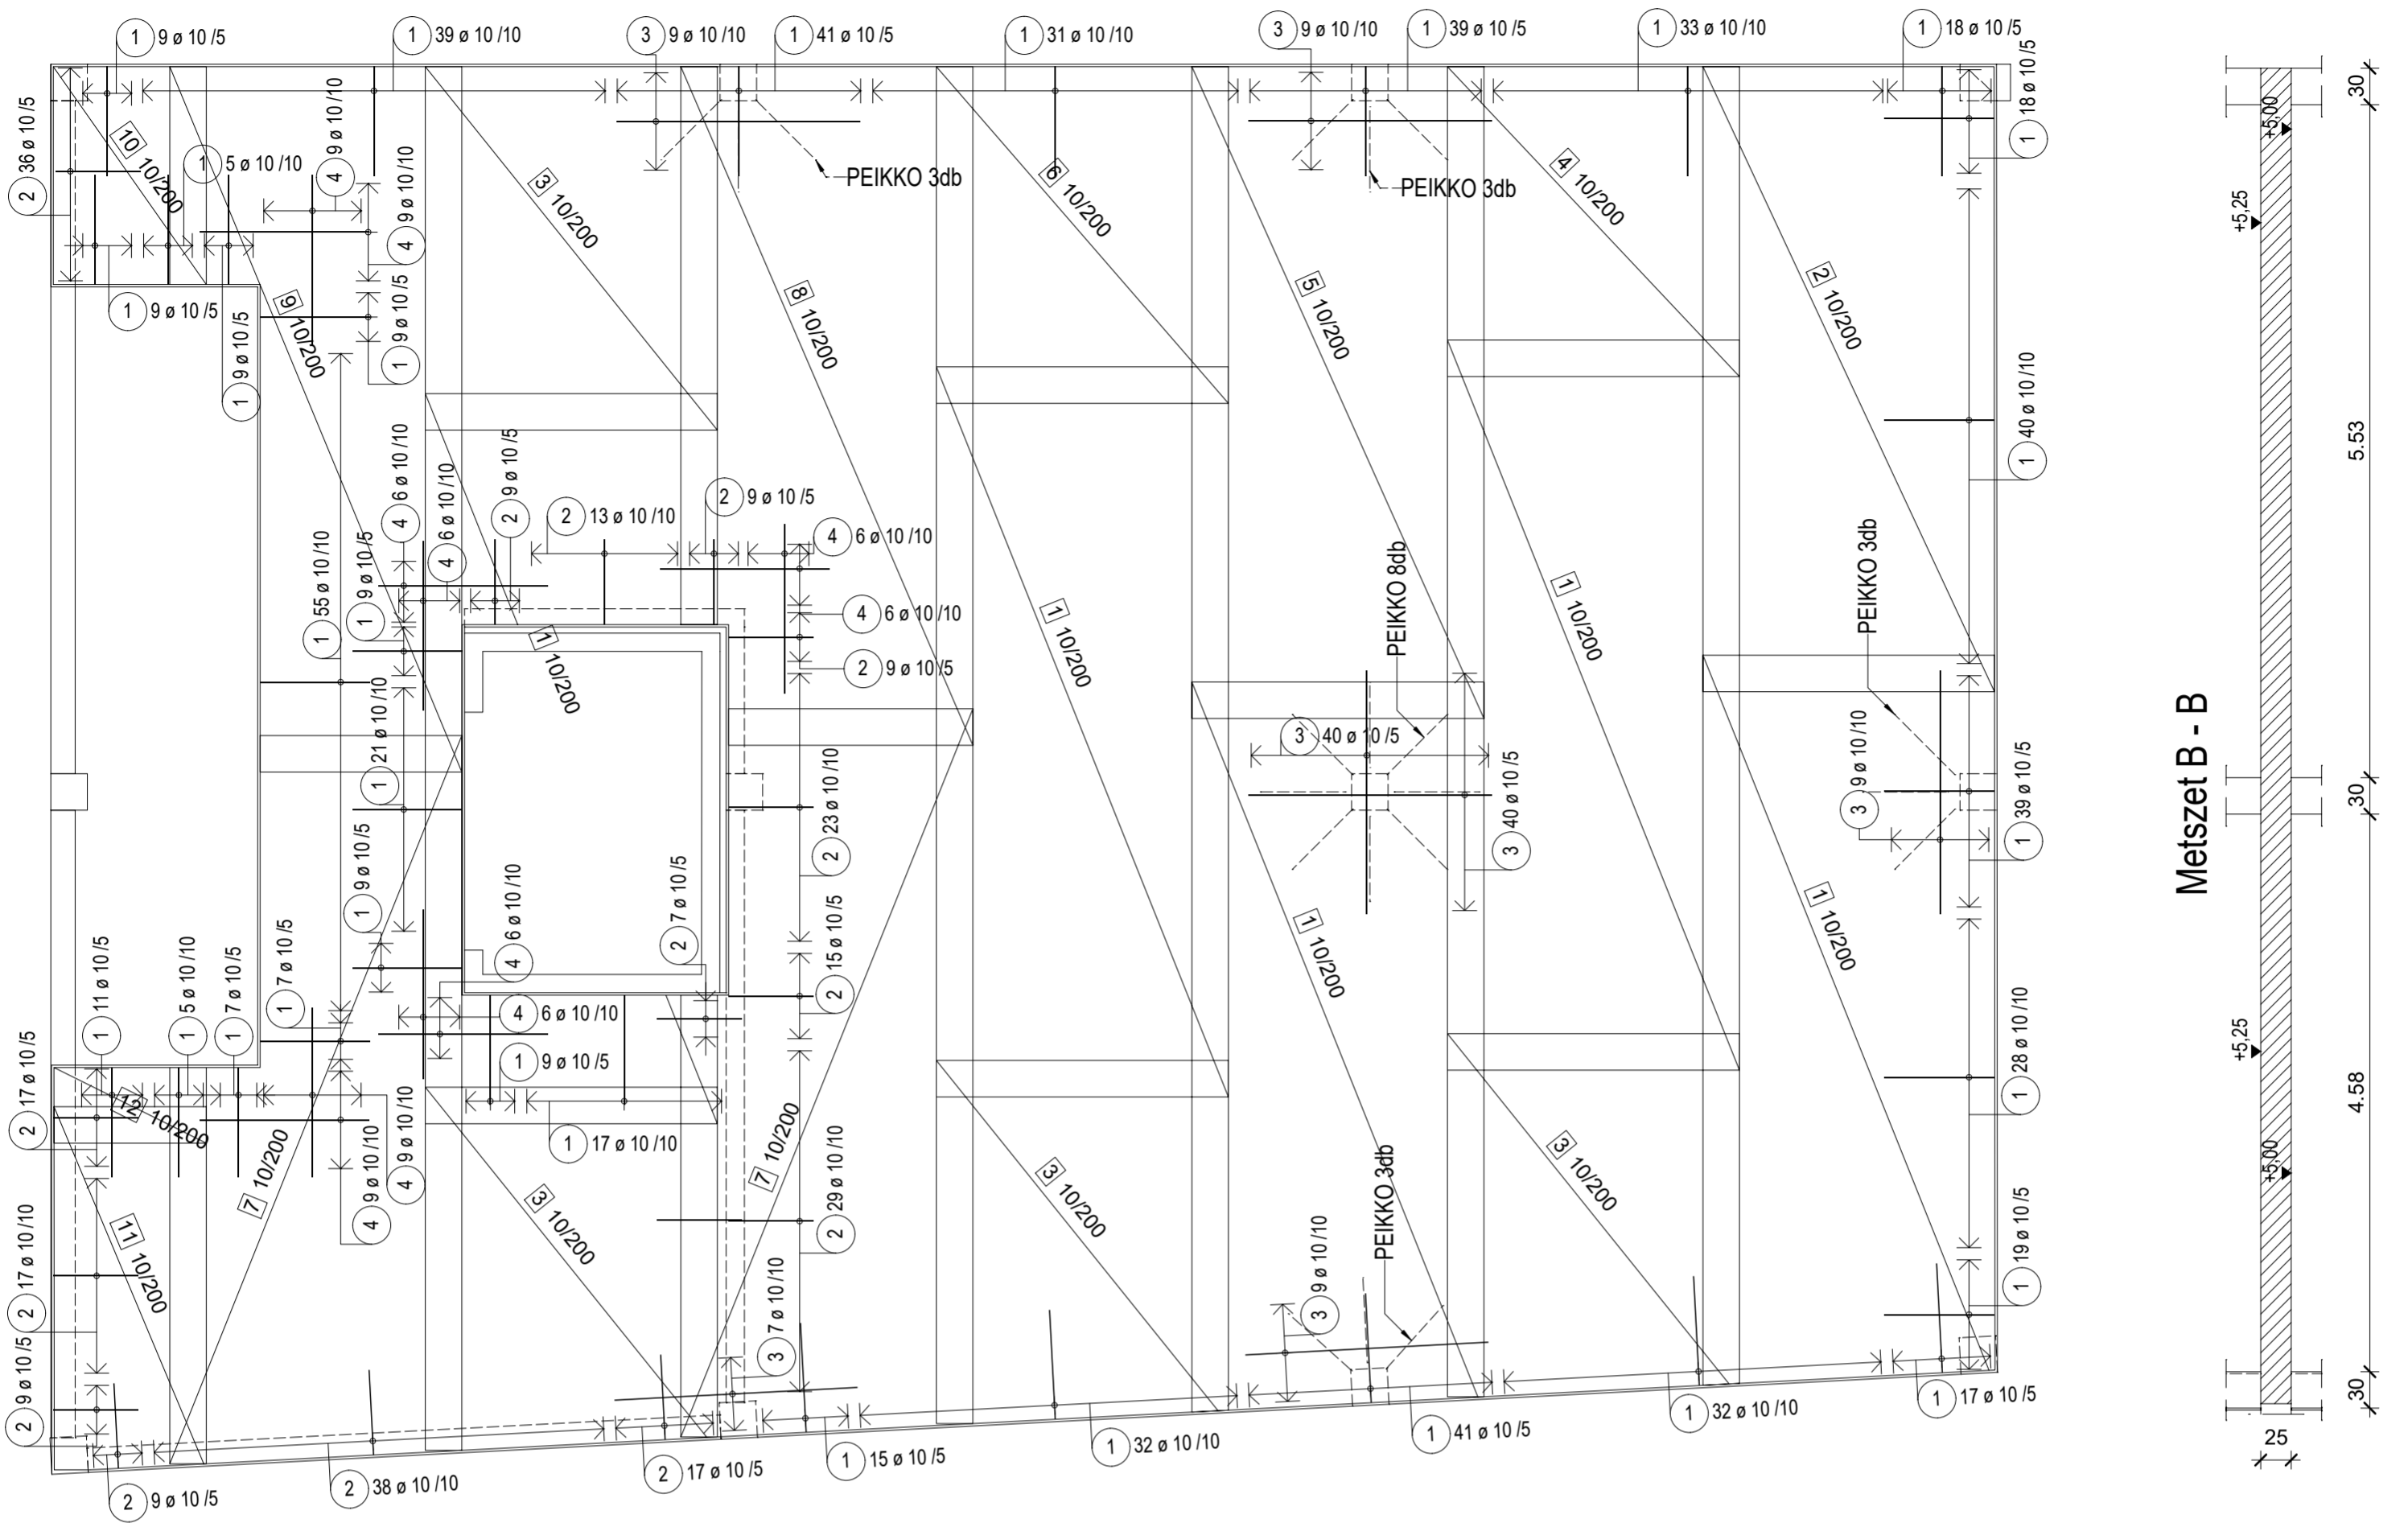 1 9 ø 10 /5
1 39 ø 10 /10
3 9 ø 10 /10
1 41 ø 10 /5
1 31 ø 10 /10
3 9 ø 10 /10
1 39 ø 10 /5
1 33 ø 10 /10
1 18 ø 10 /5
1 18 ø 10 /5
2 36 ø 10 /5
10 10/200
1 5 ø 10 /10
4 9 ø 10 /10
4 9 ø 10 /10
3 10/200
PEIKKO 3db
6 10/200
PEIKKO 3db
4 10/200
1 9 ø 10 /5
1 9 ø 10 /5
9 10/200
1 9 ø 10 /5
8 10/200
5 10/200
2 10/200
1 40 ø 10 /10
4 6 ø 10 /10
4 6 ø 10 /10
2 9 ø 10 /5
2 13 ø 10 /10
2 9 ø 10 /5
4 6 ø 10 /10
4 6 ø 10 /10
2 9 ø 10 /5
1 55 ø 10 /10
1 9 ø 10 /5
1 10/200
1 10/200
PEIKKO 8db
1 10/200
PEIKKO 3db
1 21 ø 10 /10
2 23 ø 10 /10
3 40 ø 10 /5
3 40 ø 10 /5
3 9 ø 10 /10
1 39 ø 10 /5
1 9 ø 10 /5
4 6 ø 10 /10
2 7 ø 10 /5
2 15 ø 10 /5
1 10/200
1 10/200
1 11 ø 10 /5
1 5 ø 10 /10
1 7 ø 10 /5
1 7 ø 10 /5
4 6 ø 10 /10
1 9 ø 10 /5
1 28 ø 10 /10
2 17 ø 10 /5
12 10/200
4 9 ø 10 /10
4 9 ø 10 /10
1 17 ø 10 /10
7 10/200
7 10/200
3 10/200
2 29 ø 10 /10
3 10/200
3 10/200
PEIKKO 3db
2 17 ø 10 /10
11 10/200
3 7 ø 10 /10
3 9 ø 10 /10
1 19 ø 10 /5
2 9 ø 10 /5
2 9 ø 10 /5
2 38 ø 10 /10
2 17 ø 10 /5
1 15 ø 10 /5
1 32 ø 10 /10
1 41 ø 10 /5
1 32 ø 10 /10
1 17 ø 10 /5
Metszet B - B
+5,00
+5,25
+5,25
+5,00
30
5.53
30
4.58
30
25